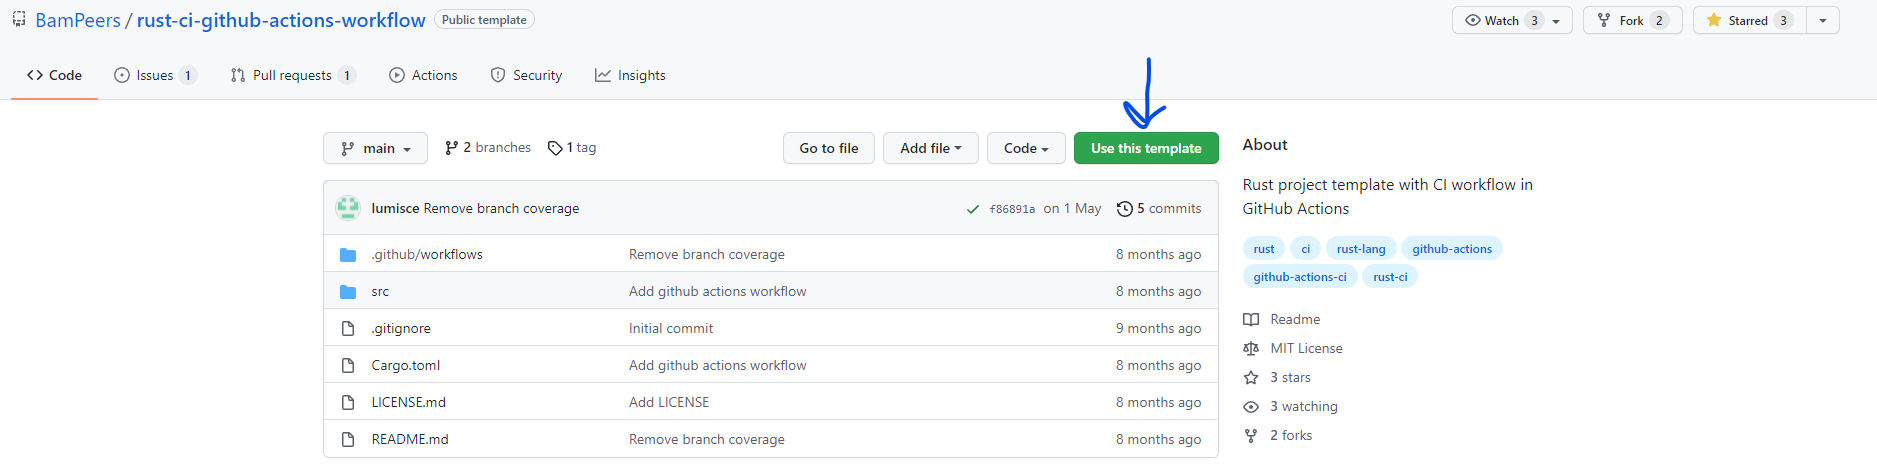 BamPeers / rust-ci-github-actions-workflow Public template Watch 3 Fork 2 Starred 3
Code Issues 1 Pull requests 1 Actions Security Insights
main 2 branches 1 tag Go to file Add file Code Use this template
lumisce Remove branch coverage f86891a on 1 May 5 commits
.github/workflows Remove branch coverage 8 months ago
src Add github actions workflow 8 months ago
.gitignore Initial commit 9 months ago
Cargo.toml Add github actions workflow 8 months ago
LICENSE.md Add LICENSE 8 months ago
README.md Remove branch coverage 8 months ago
About
Rust project template with CI workflow in
GitHub Actions
rust ci rust-lang github-actions
github-actions-ci rust-ci
Readme
MIT License
3 stars
3 watching
2 forks